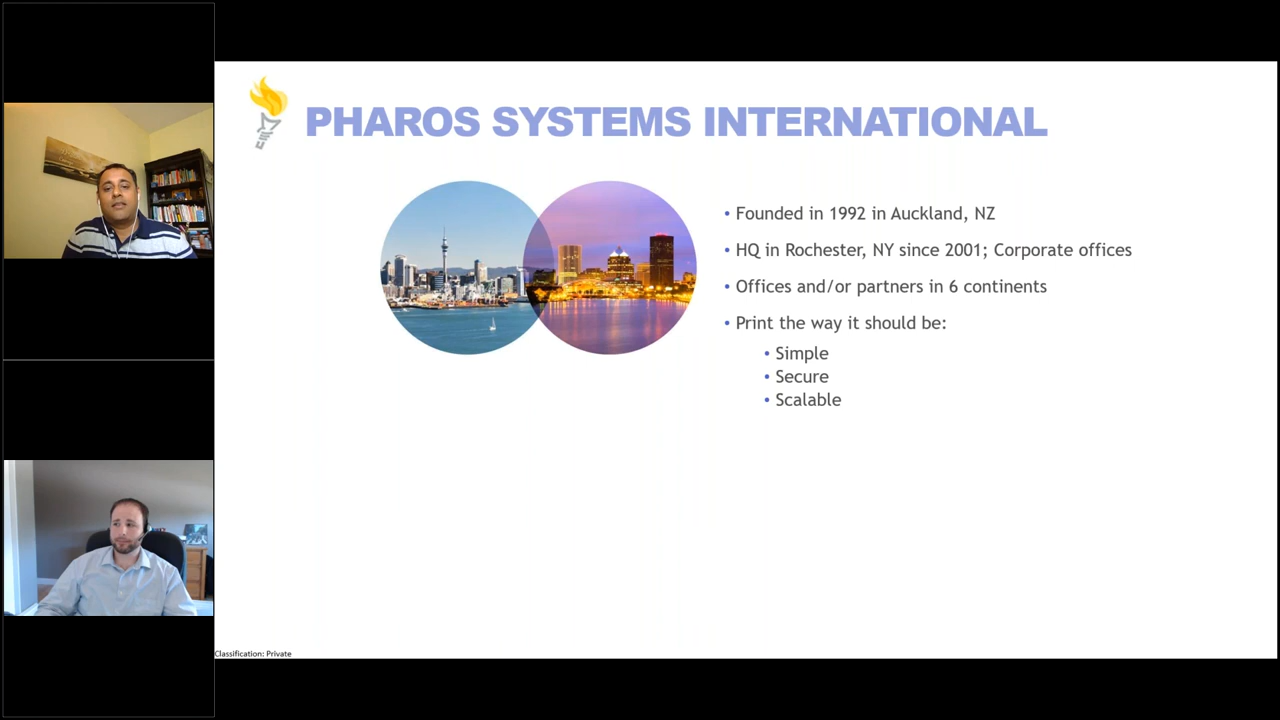 PHAROS SYSTEMS INTERNATIONAL
• Founded in 1992 in Auckland, NZ
• HQ in Rochester, NY since 2001; Corporate offices
• Offices and/or partners in 6 continents
• Print the way it should be:
• Simple
• Secure
• Scalable
Classification: Private